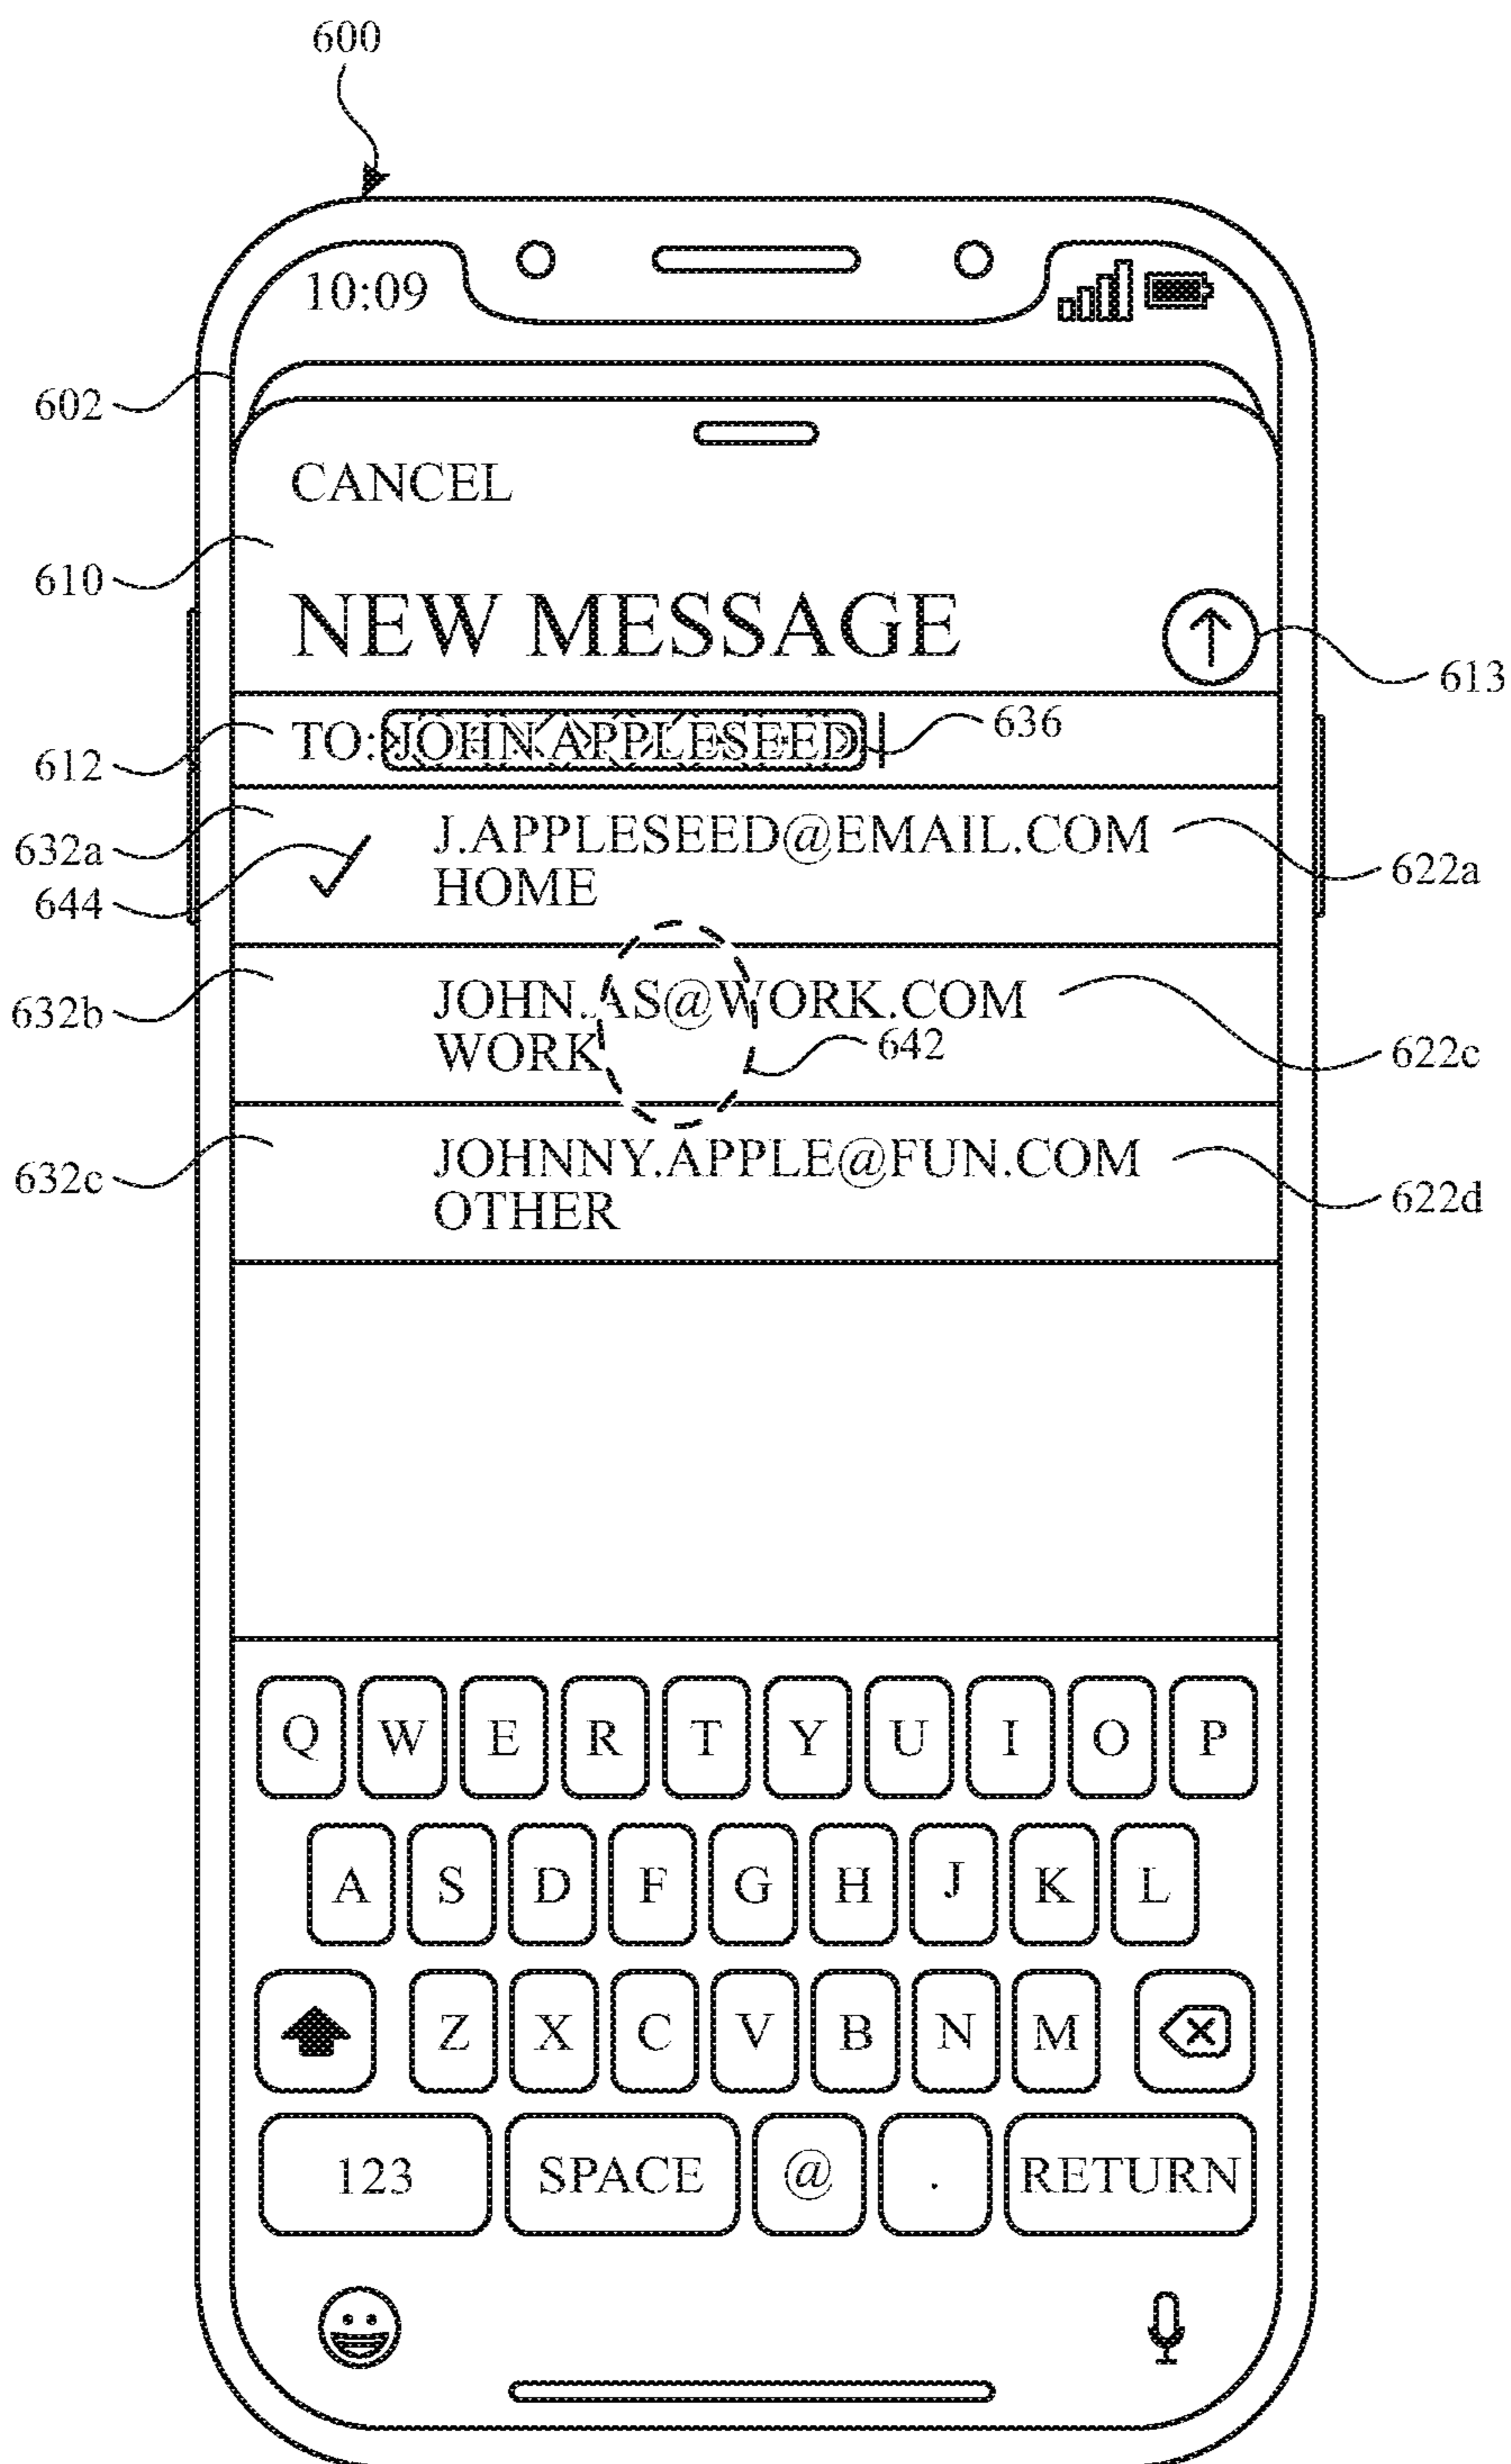 600
10:09
602
CANCEL
610
NEW MESSAGE
613
612
TO: JOHN APPLESEED
636
632a
J.APPLESEED@EMAIL.COM
622a
HOME
644
632b
JOHN.AS@WORK.COM
WORK
642
622c
632c
JOHNNY.APPLE@FUN.COM
622d
OTHER
Q W E R T Y U I O P
A S D F G H J K L
Z X C V B N M
123 SPACE @ . RETURN